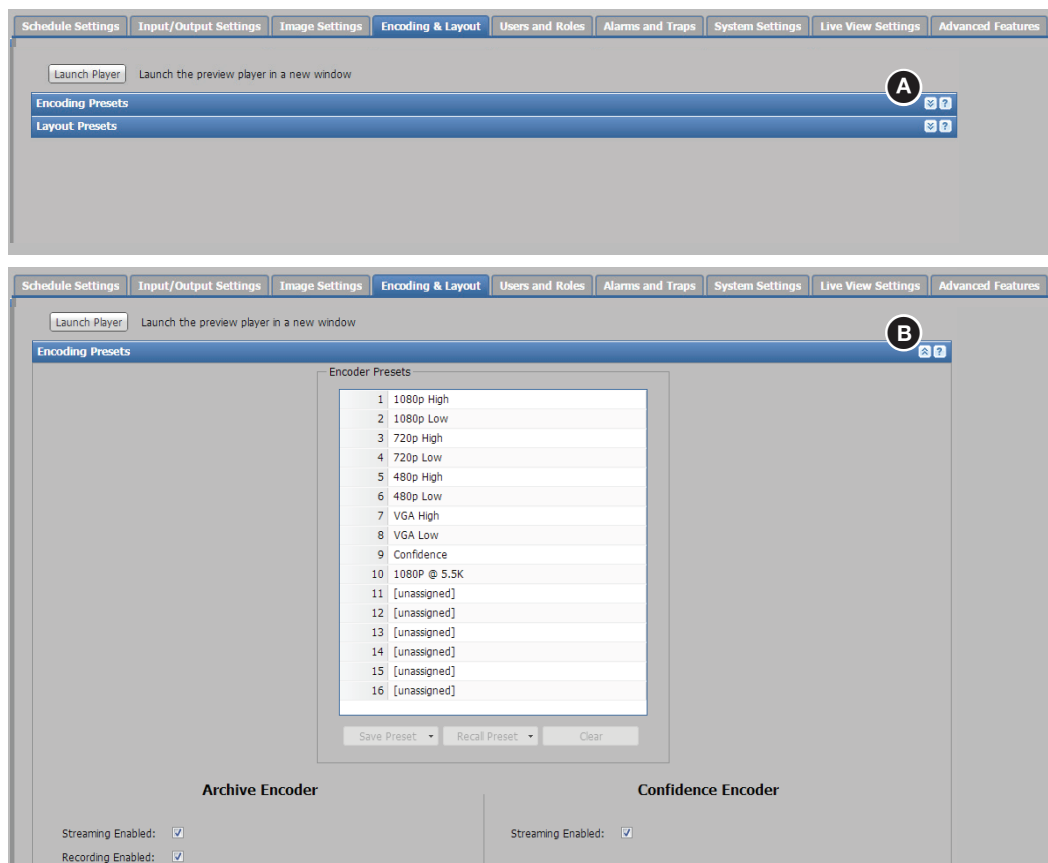 Schedule Settings Input/Output Settings Image Settings Encoding & Layout Users and Roles Alarms and Traps System Settings Live View Settings Advanced Features
Launch Player Launch the preview player in a new window
A
Encoding Presets ?
Layout Presets ?
Schedule Settings Input/Output Settings Image Settings Encoding & Layout Users and Roles Alarms and Traps System Settings Live View Settings Advanced Features
Launch Player Launch the preview player in a new window
B
Encoding Presets ?
Encoder Presets
1 1080p High
2 1080p Low
3 720p High
4 720p Low
5 480p High
6 480p Low
7 VGA High
8 VGA Low
9 Confidence
10 1080P @ 5.5K
11 [unassigned]
12 [unassigned]
13 [unassigned]
14 [unassigned]
15 [unassigned]
16 [unassigned]
Save Preset Recall Preset Clear
Archive Encoder Confidence Encoder
Streaming Enabled: Streaming Enabled:
Recording Enabled: